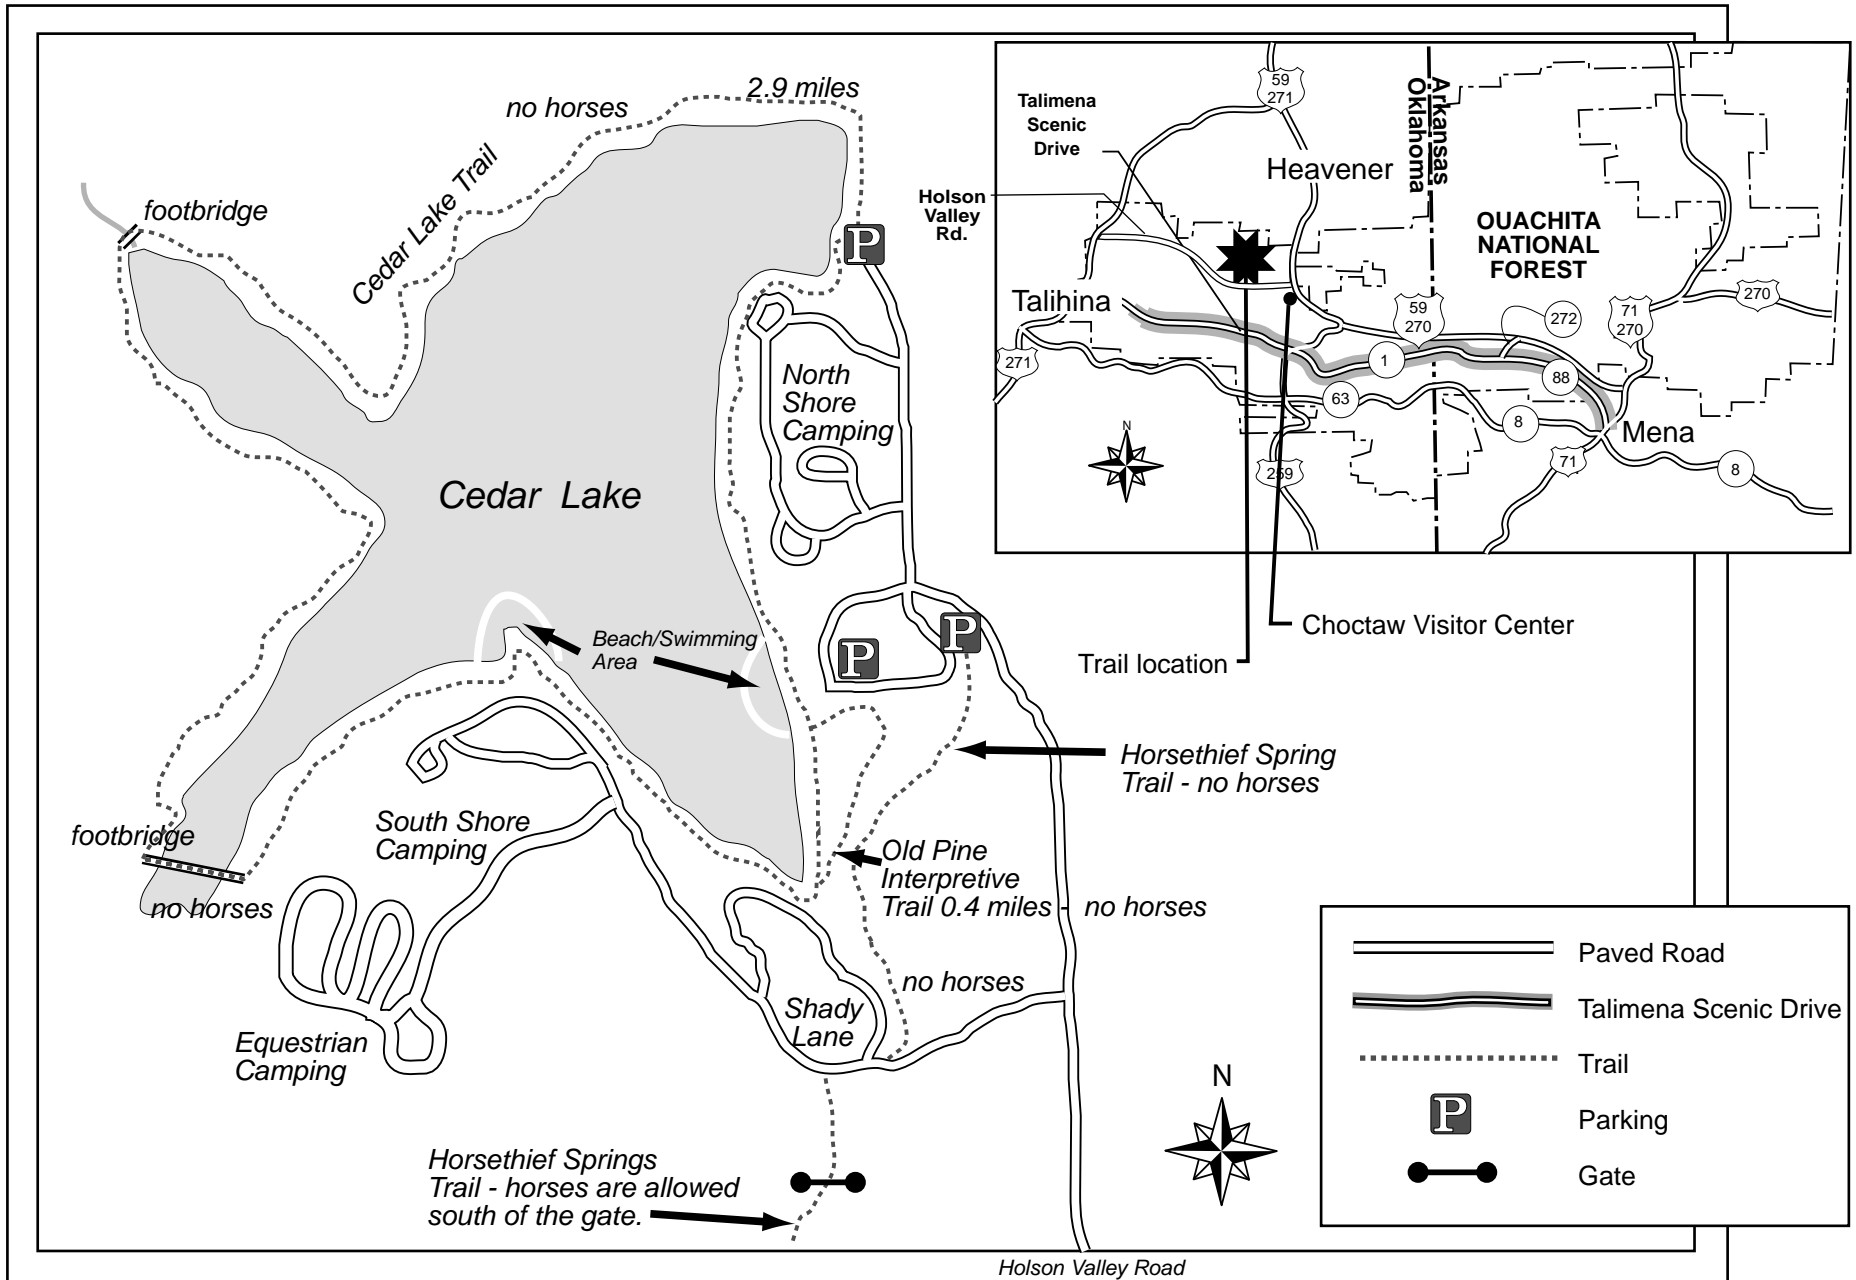 2.9 miles
no horses
Cedar Lake Trail
footbridge
P
North
Shore
Camping
Cedar Lake
Beach/Swimming
Area
P
P
Horsethief Spring
Trail - no horses
South Shore
Camping
footbridge
no horses
Old Pine
Interpretive
Trail 0.4 miles - no horses
no horses
Shady
Lane
Equestrian
Camping
Horsethief Springs
Trail - horses are allowed
south of the gate.
Holson Valley Road
N
Talimena
Scenic
Drive
59
271
Arkansas
Oklahoma
Heavener
Holson
Valley
Rd.
OUACHITA
NATIONAL
FOREST
Talihina
59
270
272
71
270
270
271
1
88
63
8
Mena
N
259
71
8
Choctaw Visitor Center
Trail location
Paved Road
Talimena Scenic Drive
Trail
P
Parking
Gate